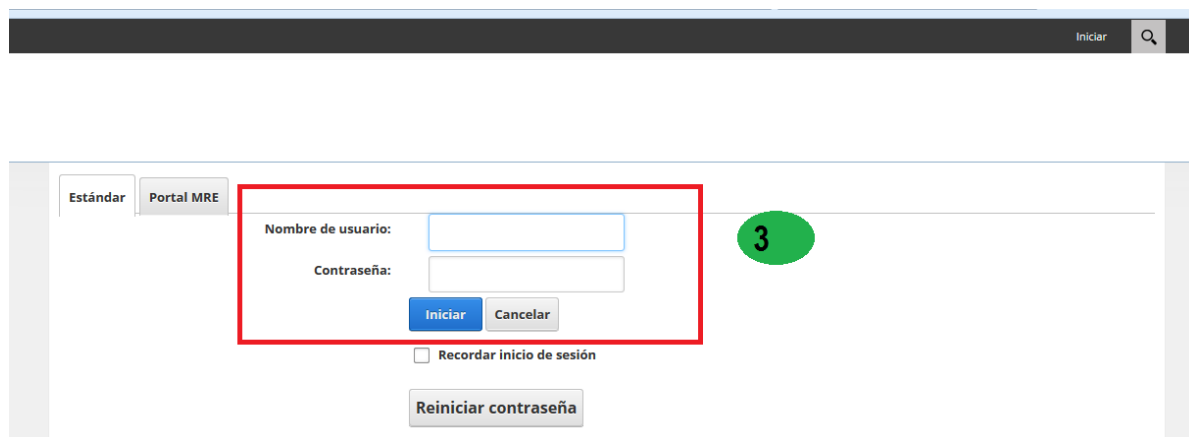 Iniciar
Estándar Portal MRE
Nombre de usuario:
3
Contraseña:
Iniciar Cancelar
Recordar inicio de sesión
Reiniciar contraseña